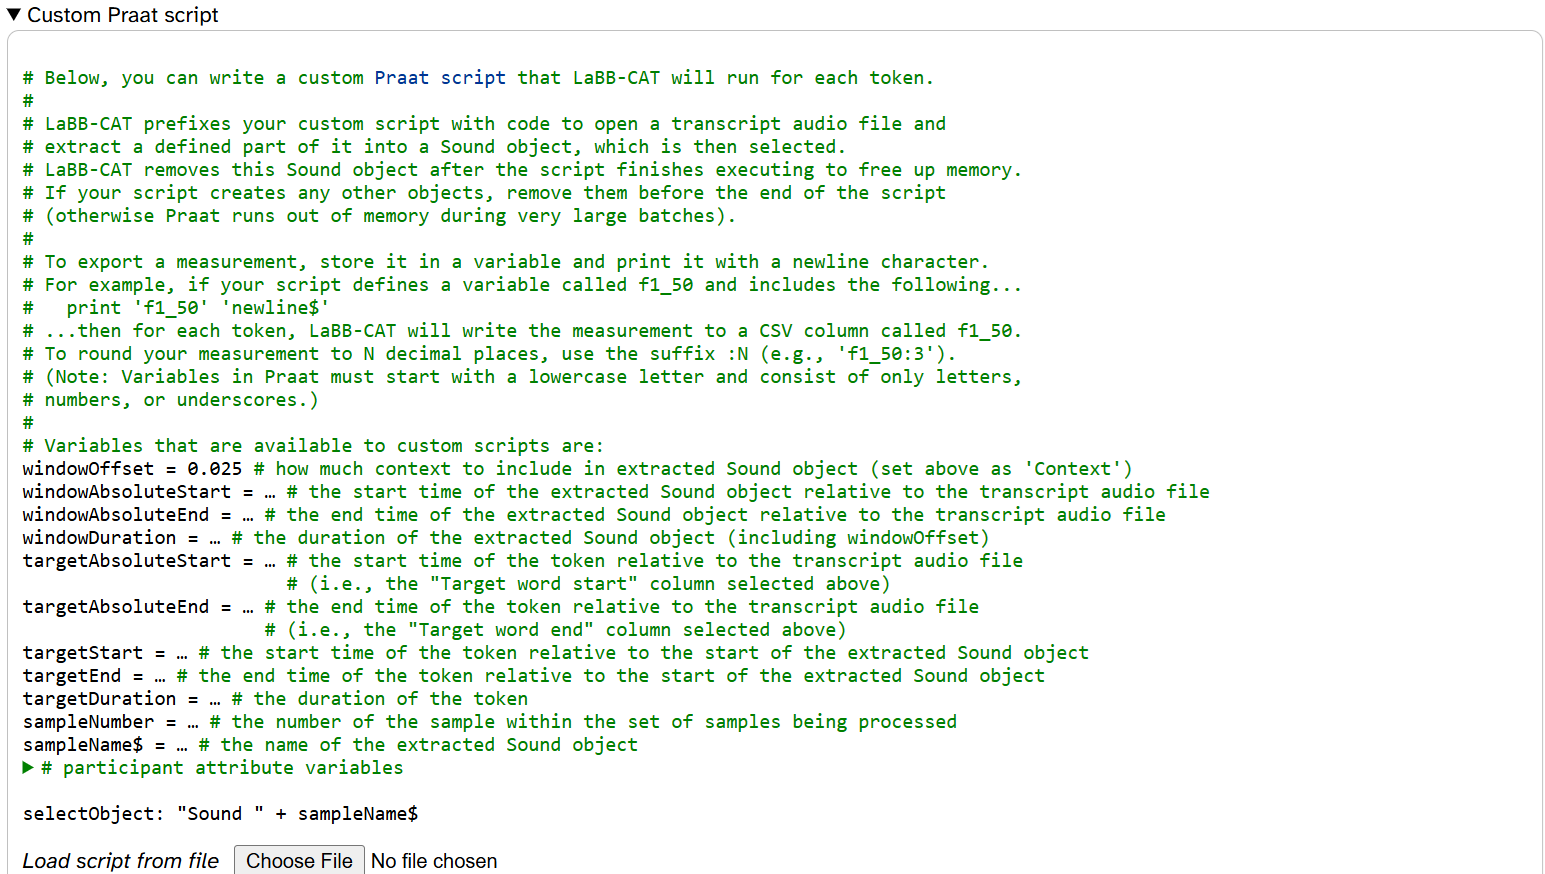 ▼ Custom Praat script
# Below, you can write a custom Praat script that LaBB-CAT will run for each token.
#
# LaBB-CAT prefixes your custom script with code to open a transcript audio file and
# extract a defined part of it into a Sound object, which is then selected.
# LaBB-CAT removes this Sound object after the script finishes executing to free up memory.
# If your script creates any other objects, remove them before the end of the script
# (otherwise Praat runs out of memory during very large batches).
#
# To export a measurement, store it in a variable and print it with a newline character.
# For example, if your script defines a variable called f1_50 and includes the following...
#   print 'f1_50' 'newline$'
# ...then for each token, LaBB-CAT will write the measurement to a CSV column called f1_50.
# To round your measurement to N decimal places, use the suffix :N (e.g., 'f1_50:3').
# (Note: Variables in Praat must start with a lowercase letter and consist of only letters,
# numbers, or underscores.)
#
# Variables that are available to custom scripts are:
windowOffset = 0.025 # how much context to include in extracted Sound object (set above as 'Context')
windowAbsoluteStart = … # the start time of the extracted Sound object relative to the transcript audio file
windowAbsoluteEnd = … # the end time of the extracted Sound object relative to the transcript audio file
windowDuration = … # the duration of the extracted Sound object (including windowOffset)
targetAbsoluteStart = … # the start time of the token relative to the transcript audio file
# (i.e., the "Target word start" column selected above)
targetAbsoluteEnd = … # the end time of the token relative to the transcript audio file
# (i.e., the "Target word end" column selected above)
targetStart = … # the start time of the token relative to the start of the extracted Sound object
targetEnd = … # the end time of the token relative to the start of the extracted Sound object
targetDuration = … # the duration of the token
sampleNumber = … # the number of the sample within the set of samples being processed
sampleName$ = … # the name of the extracted Sound object
▶ # participant attribute variables
selectObject: "Sound " + sampleName$
Load script from file Choose File No file chosen